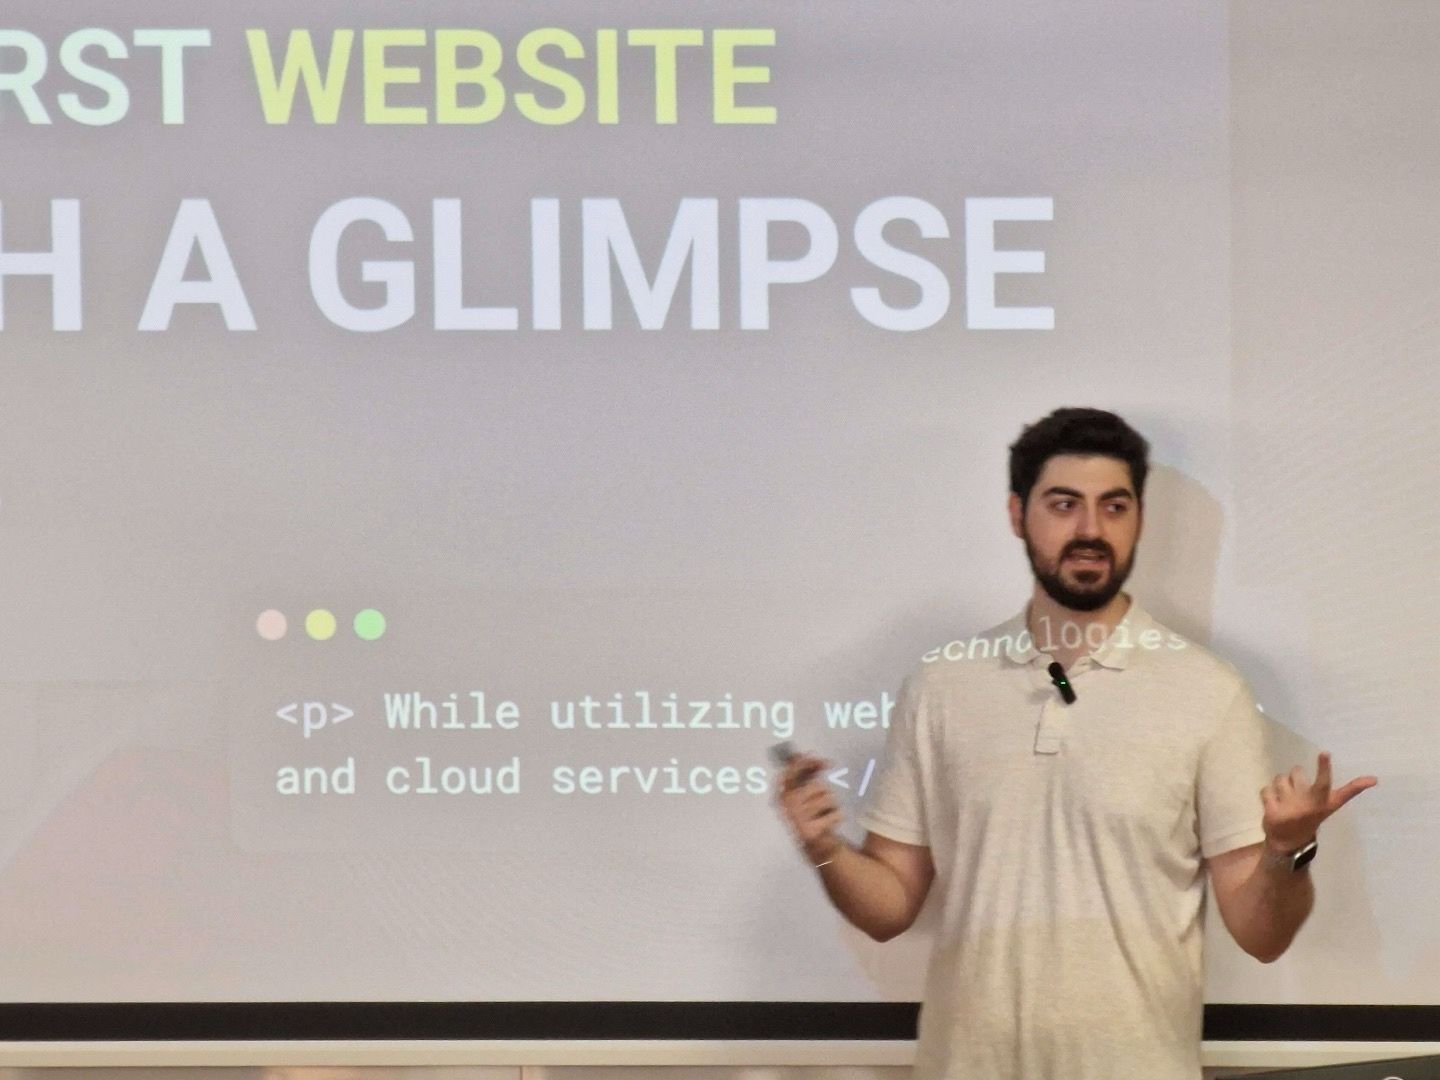 RST WEBSITE
H A GLIMPSE
echnologies
<p> While utilizing web
and cloud services </